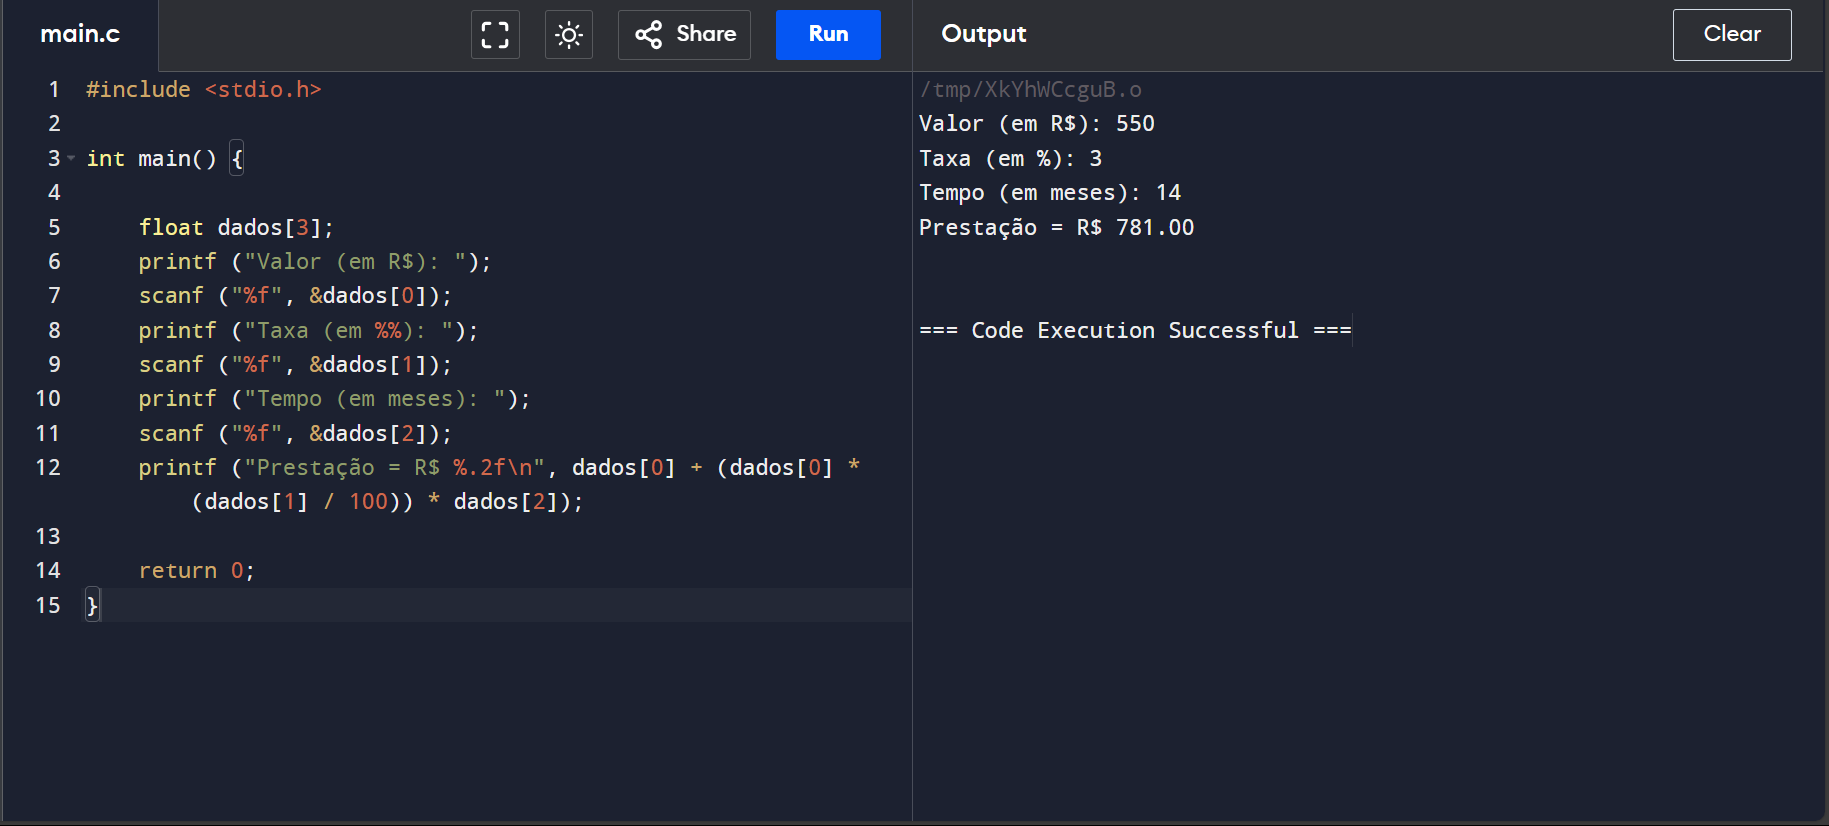 main.c
Share
Run
Output
Clear
1 #include <stdio.h>
2
3 int main() {
4
5     float dados[3];
6     printf ("Valor (em R$): ");
7     scanf ("%f", &dados[0]);
8     printf ("Taxa (em %%): ");
9     scanf ("%f", &dados[1]);
10     printf ("Tempo (em meses): ");
11     scanf ("%f", &dados[2]);
12     printf ("Prestação = R$ %.2f\n", dados[0] + (dados[0] *
        (dados[1] / 100)) * dados[2]);
13
14     return 0;
15 }
/tmp/XkYhWCcguB.o
Valor (em R$): 550
Taxa (em %): 3
Tempo (em meses): 14
Prestação = R$ 781.00
=== Code Execution Successful ===